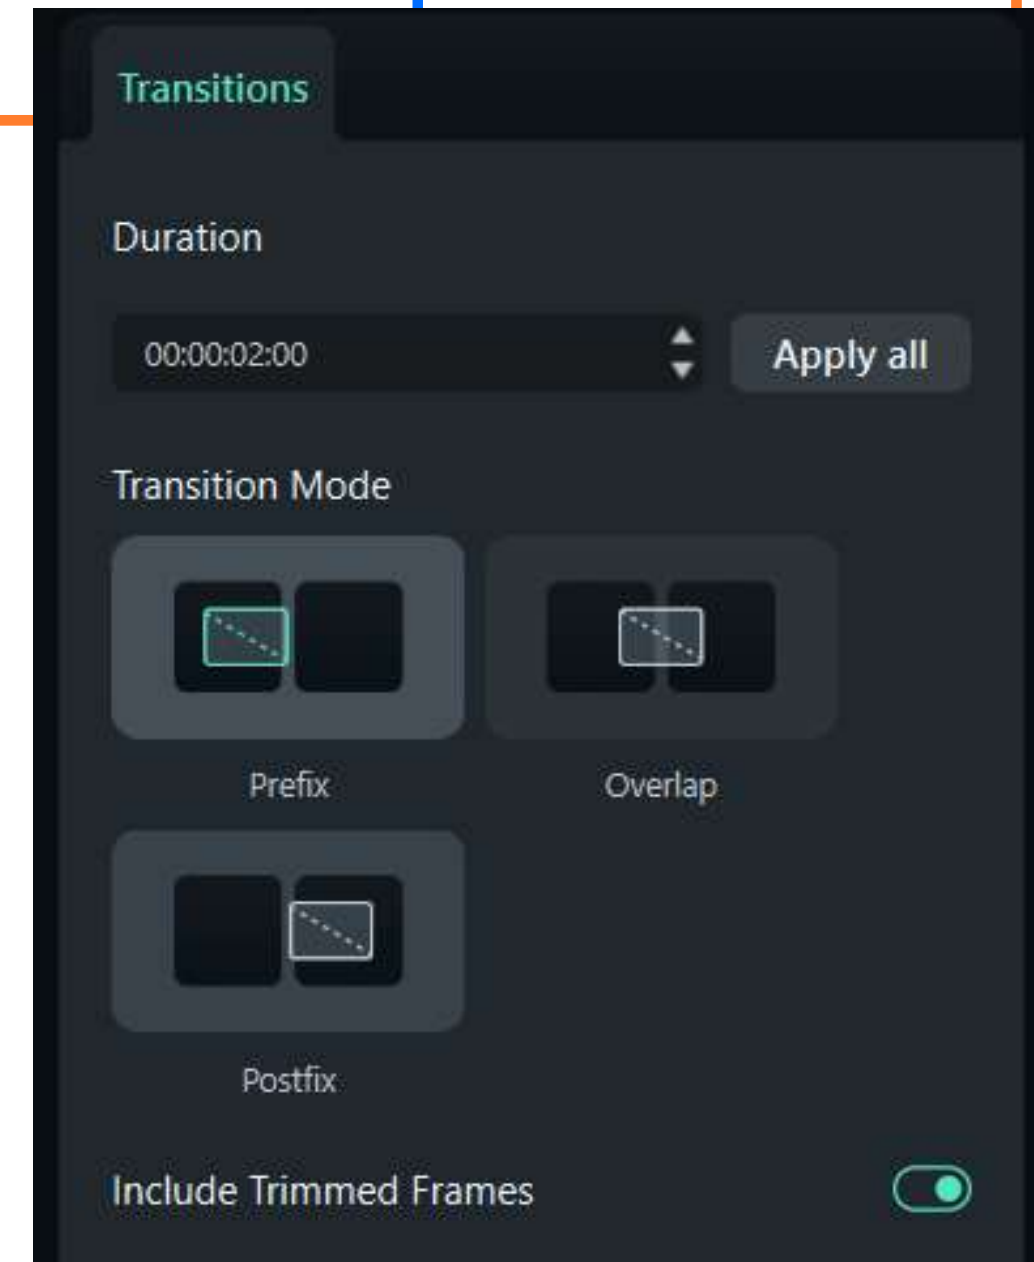 Transitions
Duration
00:00:02:00 Apply all
Transition Mode
Prefix Overlap
Postfix
Include Trimmed Frames